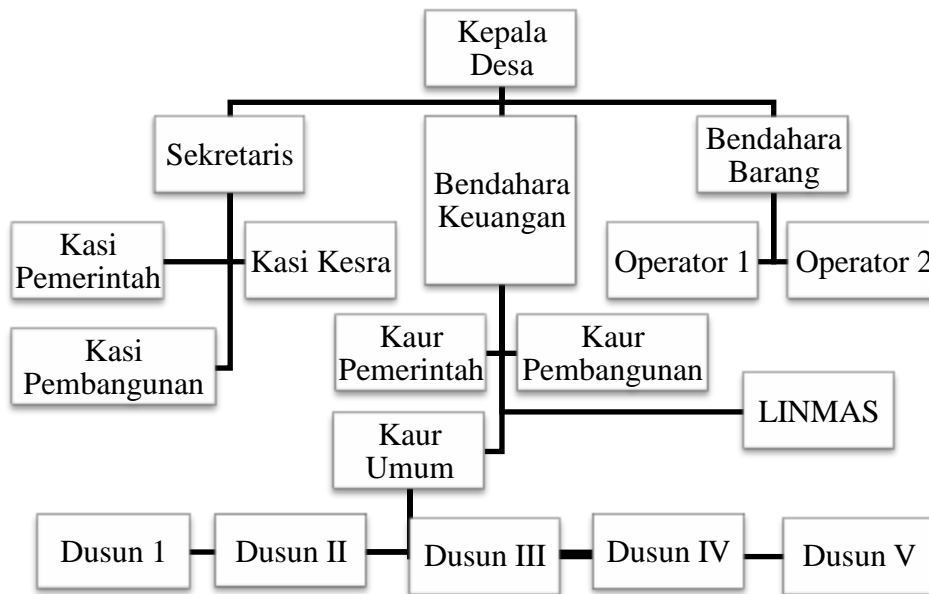 Kepala
Desa
Sekretaris
Bendahara
Keuangan
Bendahara
Barang
Kasi
Pemerintah
Kasi Kesra
Operator 1
Operator 2
Kasi
Pembangunan
Kaur
Pemerintah
Kaur
Pembangunan
LINMAS
Kaur
Umum
Dusun 1
Dusun II
Dusun III
Dusun IV
Dusun V